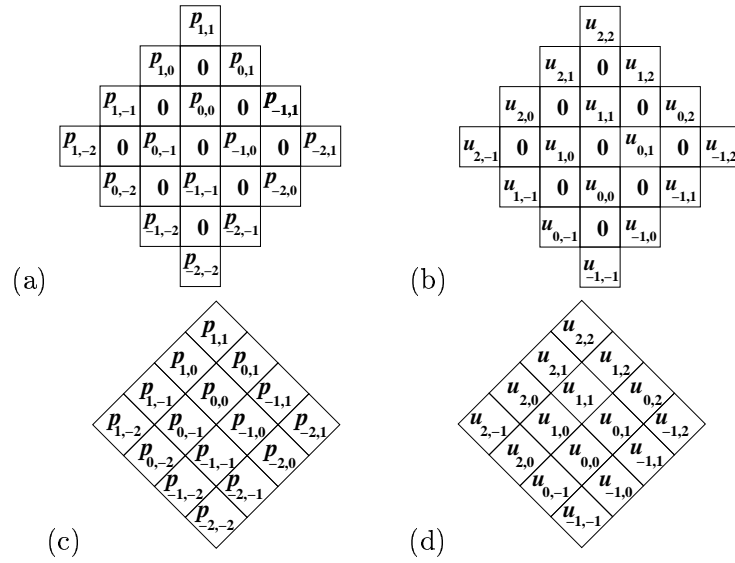 p1,1
p1,0 0 p0,1
p1,−1 0 p0,0 0 p−1,1
p1,−2 0 p0,−1 0 p−1,0 0 p−2,1
p0,−2 0 p−1,−1 0 p−2,0
p−1,−2 0 p−2,−1
p−2,−2
(a)
u2,2
u2,1 0 u1,2
u2,0 0 u1,1 0 u0,2
u2,−1 0 u1,0 0 u0,1 0 u−1,2
u1,−1 0 u0,0 0 u−1,1
u0,−1 0 u−1,0
u−1,−1
(b)
p1,1
p1,0 p0,1
p1,−1 p0,0 p−1,1
p1,−2 p0,−1 p−1,0 p−2,1
p0,−2 p−1,−1 p−2,0
p−1,−2 p−2,−1
p−2,−2
(c)
u2,2
u2,1 u1,2
u2,0 u1,1 u0,2
u2,−1 u1,0 u0,1 u−1,2
u2,0 u0,0 u−1,1
u0,−1 u−1,0
u−1,−1
(d)